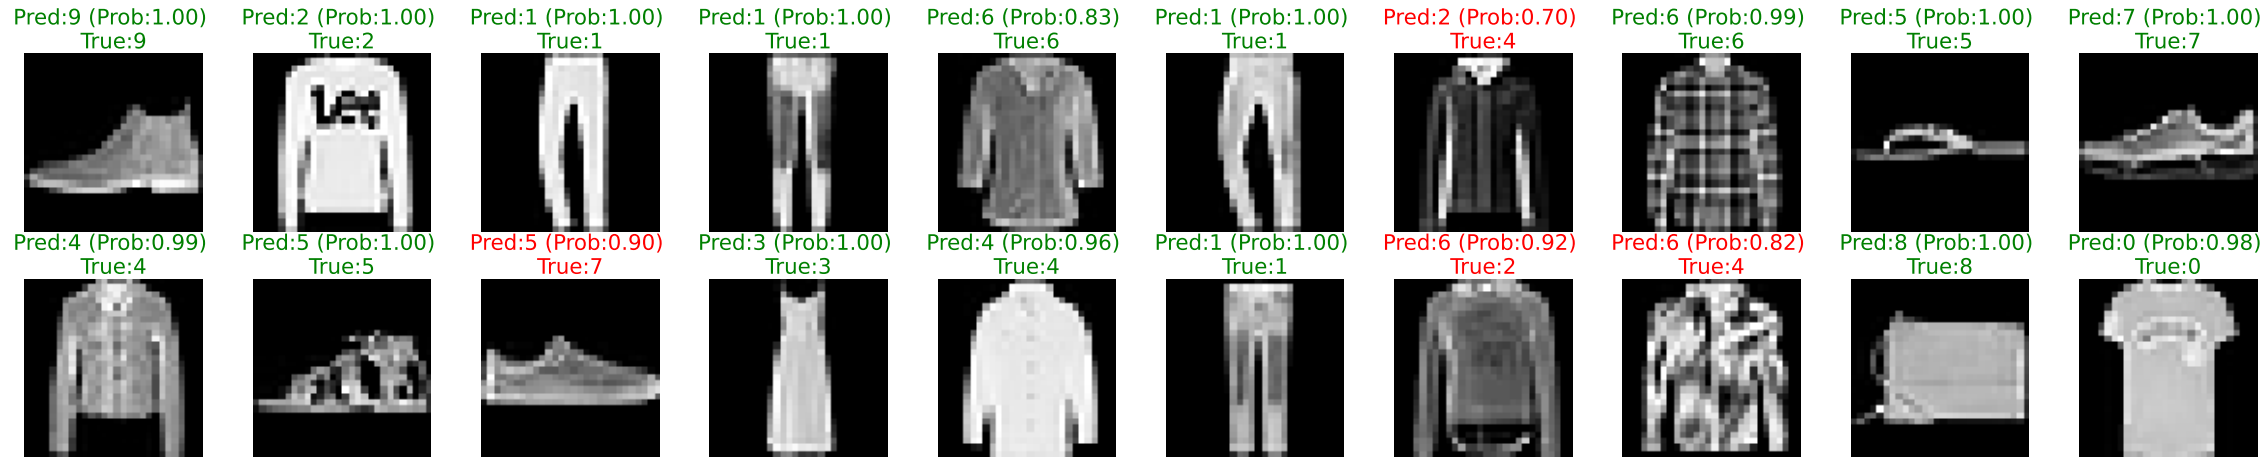 Pred:9 (Prob:1.00) Pred:2 (Prob:1.00) Pred:1 (Prob:1.00) Pred:1 (Prob:1.00) Pred:6 (Prob:0.83) Pred:1 (Prob:1.00) Pred:2 (Prob:0.70) Pred:6 (Prob:0.99) Pred:5 (Prob:1.00) Pred:7 (Prob:1.00)
True:9 True:2 True:1 True:1 True:6 True:1 True:4 True:6 True:5 True:7
Lee
Pred:4 (Prob:0.99) Pred:5 (Prob:1.00) Pred:5 (Prob:0.90) Pred:3 (Prob:1.00) Pred:4 (Prob:0.96) Pred:1 (Prob:1.00) Pred:6 (Prob:0.92) Pred:6 (Prob:0.82) Pred:8 (Prob:1.00) Pred:0 (Prob:0.98)
True:4 True:5 True:7 True:3 True:4 True:1 True:2 True:4 True:8 True:0